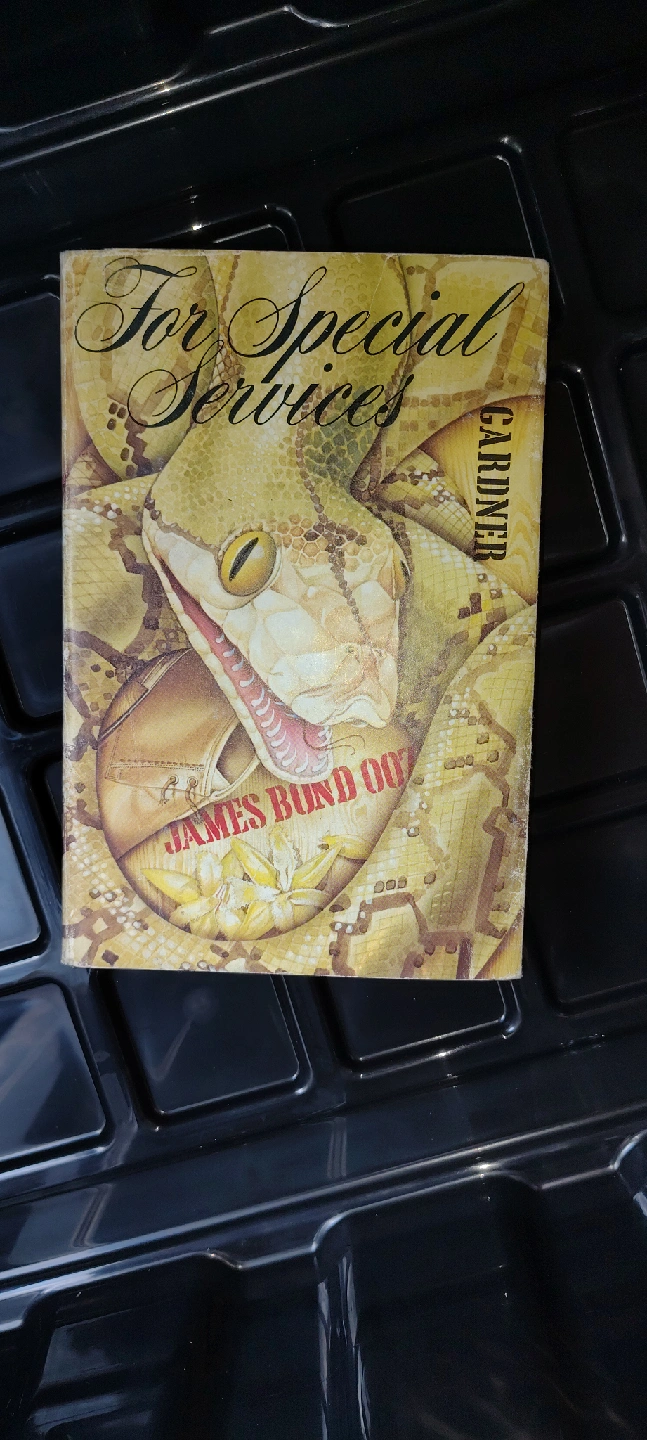 For Special
Services
GARDNER
JAMES BOND 007